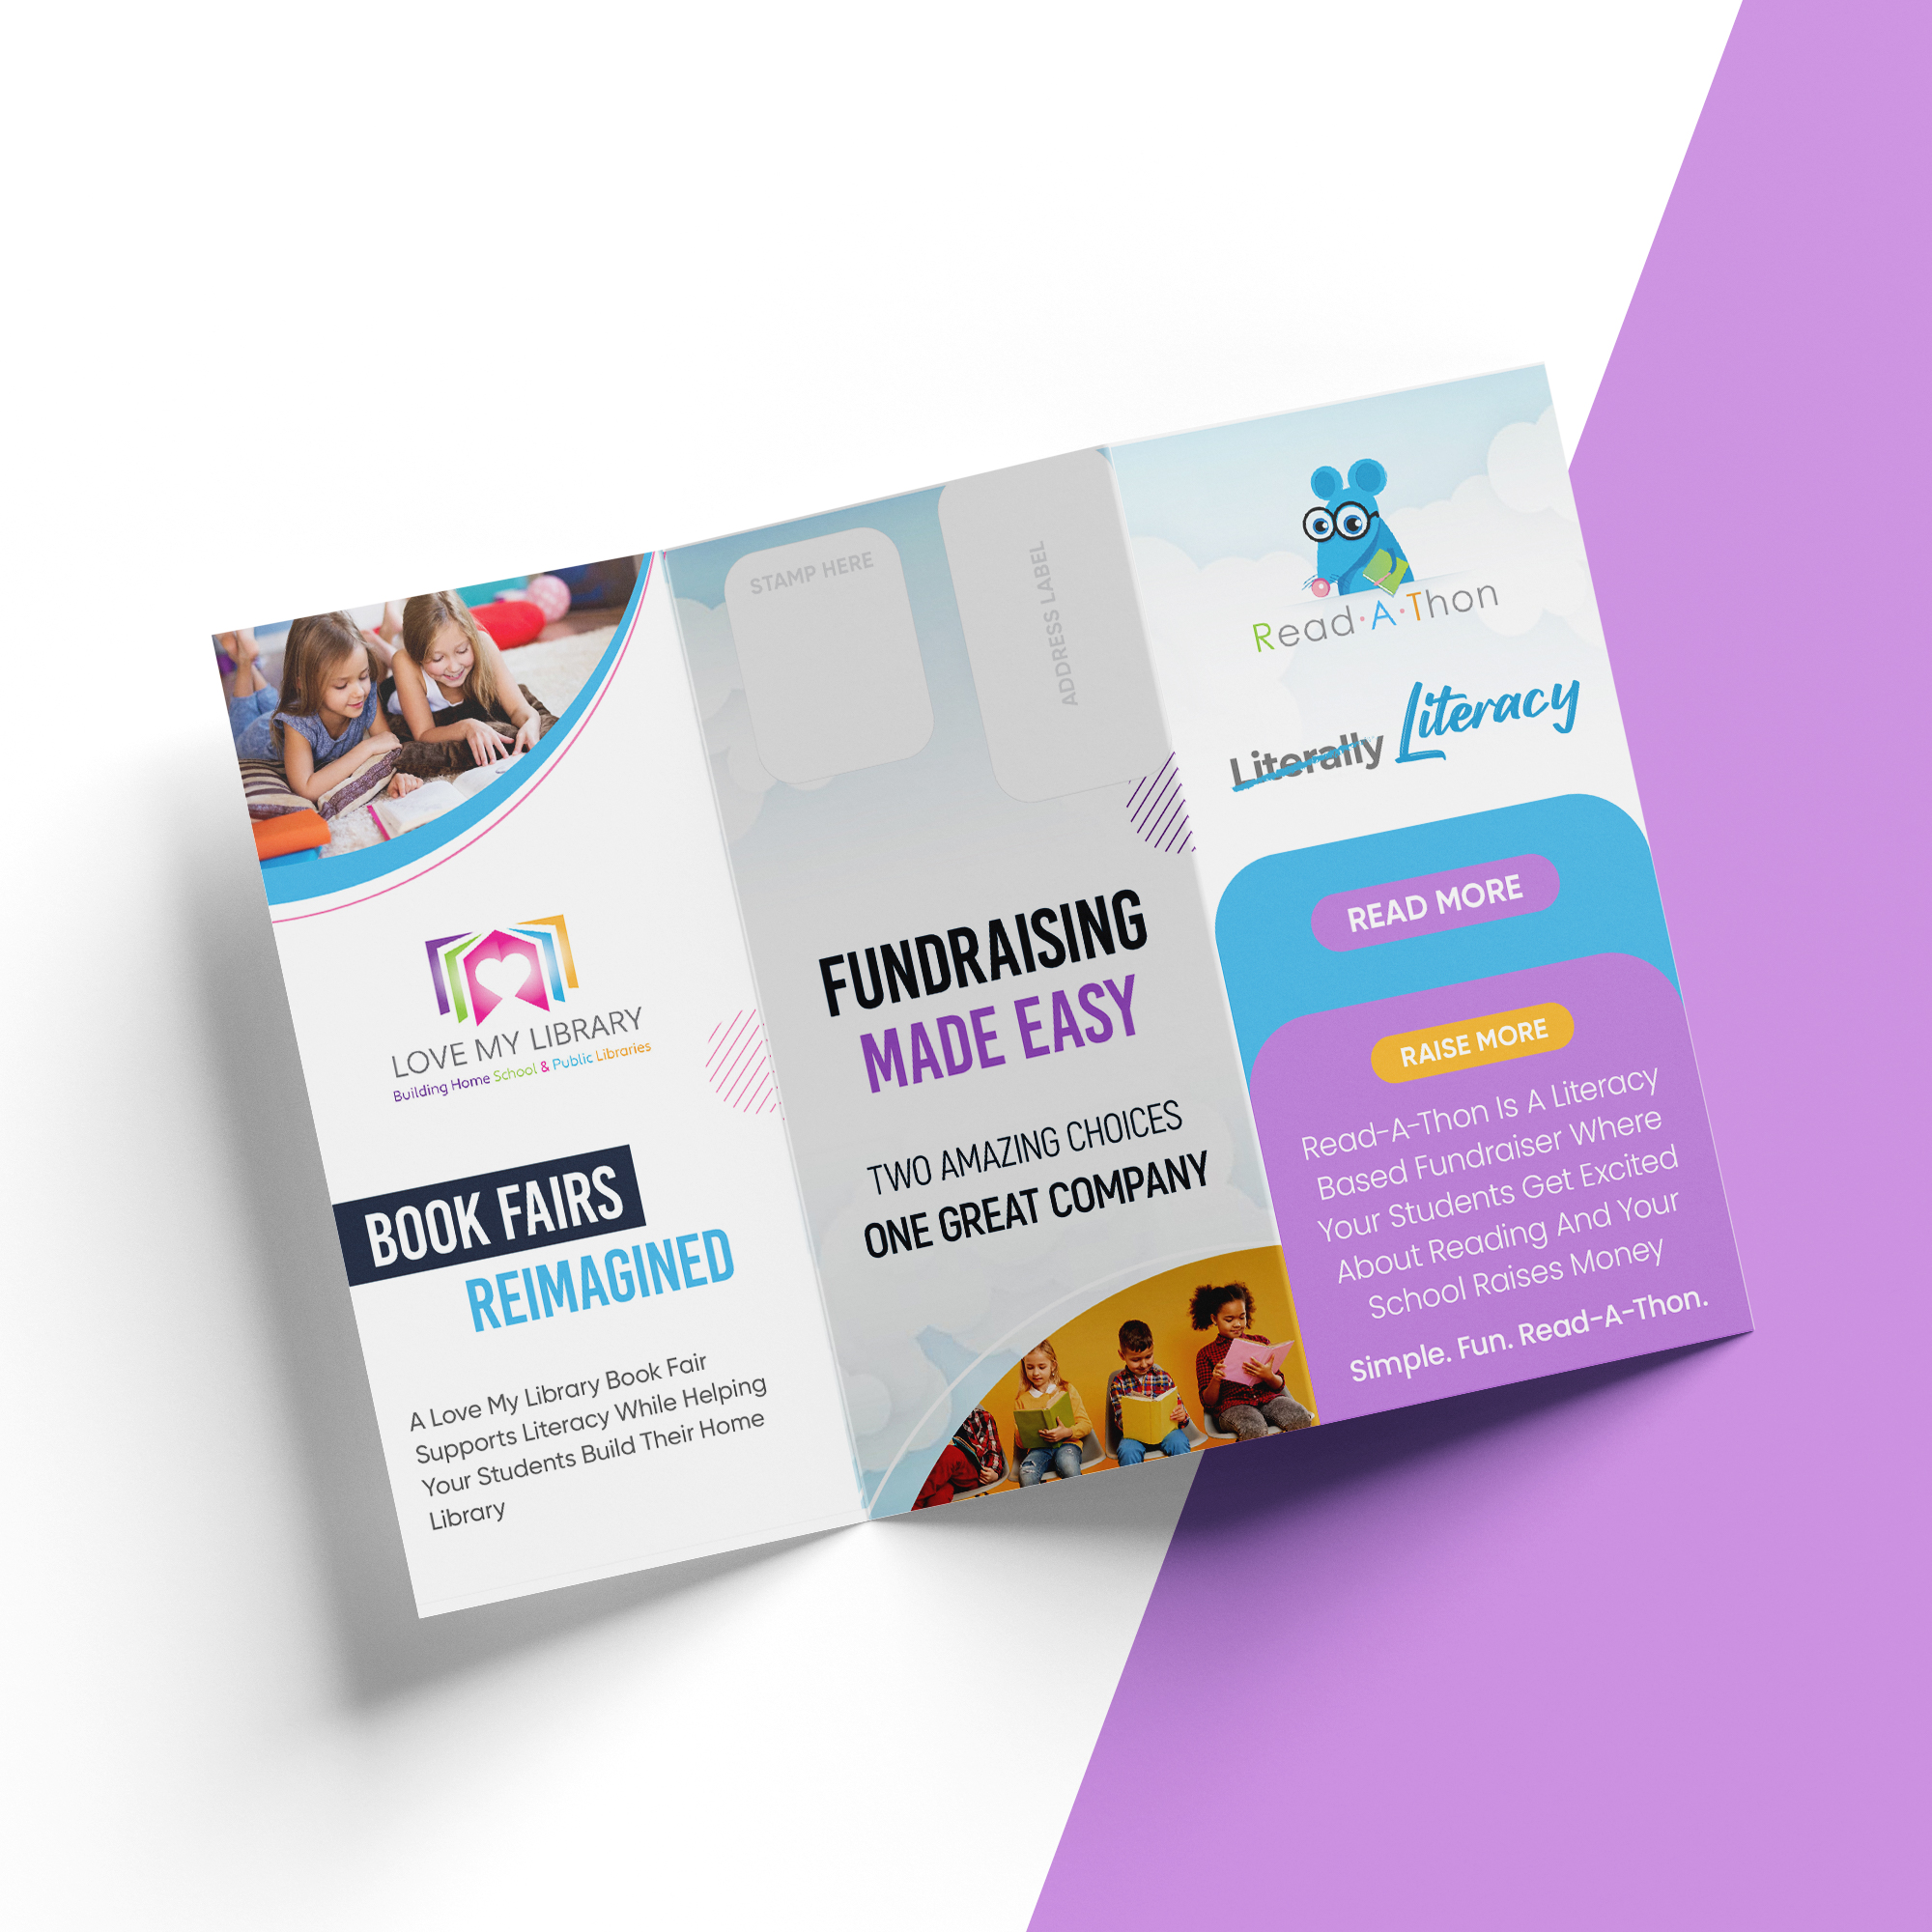 LOVE MY LIBRARY
Building Home School & Public Libraries
BOOK FAIRS
REIMAGINED
A Love My Library Book Fair
Supports Literacy While Helping
Your Students Build Their Home
Library
STAMP HERE
ADDRESS LABEL
FUNDRAISING
MADE EASY
TWO AMAZING CHOICES
ONE GREAT COMPANY
Read·A·Thon
Literally Literacy
READ MORE
RAISE MORE
Read-A-Thon Is A Literacy
Based Fundraiser Where
Your Students Get Excited
About Reading And Your
School Raises Money
Simple. Fun. Read-A-Thon.